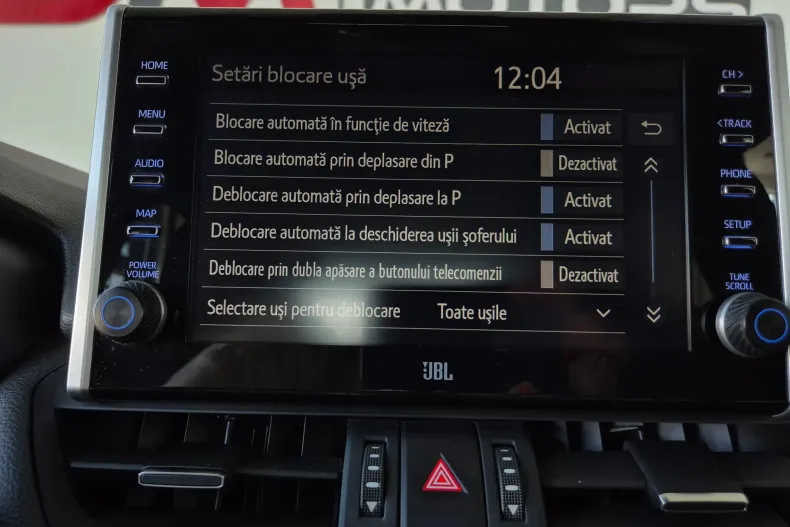 MOTORS
HOME
MENU
AUDIO
MAP
POWER
VOLUME
Setări blocare uşă
12:04
Blocare automată în funcţie de viteză Activat
Blocare automată prin deplasare din P Dezactivat
Deblocare automată prin deplasare la P Activat
Deblocare automată la deschiderea uşii şoferului Activat
Deblocare prin dubla apăsare a butonului telecomenzii Dezactivat
Selectare uşi pentru deblocare Toate uşile
CH >
< TRACK
PHONE
SETUP
TUNE
SCROLL
JBL